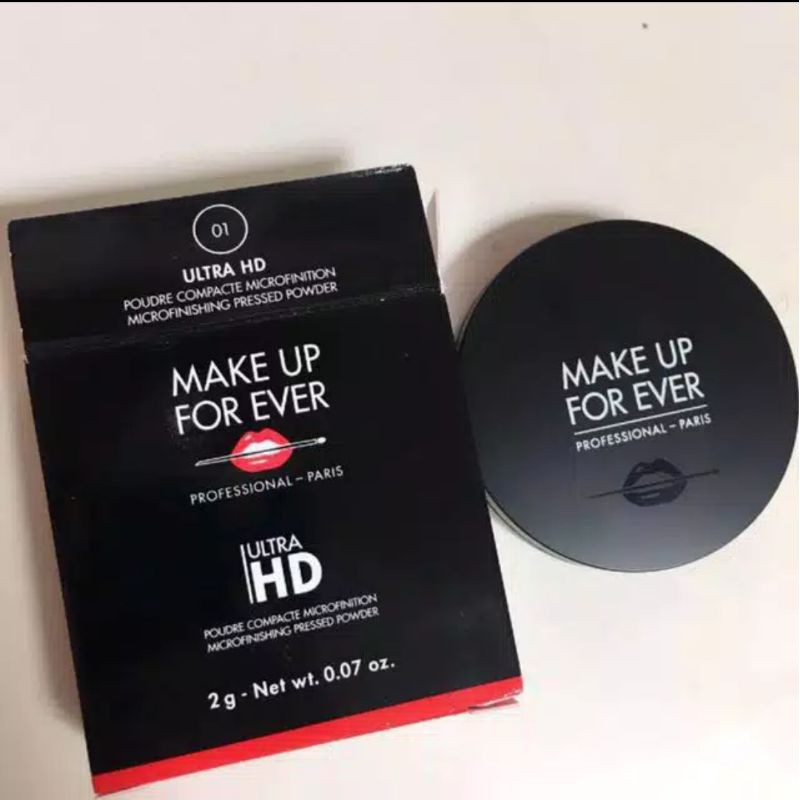 01
ULTRA HD
POUDRE COMPACTE MICROFINITION
MICROFINISHING PRESSED POWDER
MAKE UP
FOR EVER
PROFESSIONAL – PARIS
ULTRA
HD
POUDRE COMPACTE MICROFINITION
MICROFINISHING PRESSED POWDER
2 g - Net wt. 0.07 oz.
MAKE UP
FOR EVER
PROFESSIONAL – PARIS